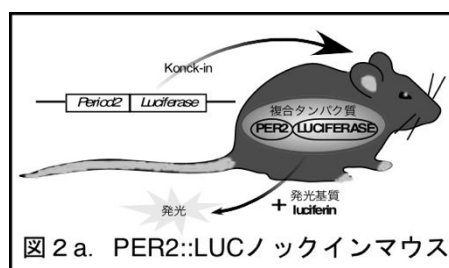 Konck-in
Period2 Luciferase
複合タンパク質
PER2 LUCIFERASE
発光
+
発光基質
luciferin
図2a. PER2::LUCノックインマウス